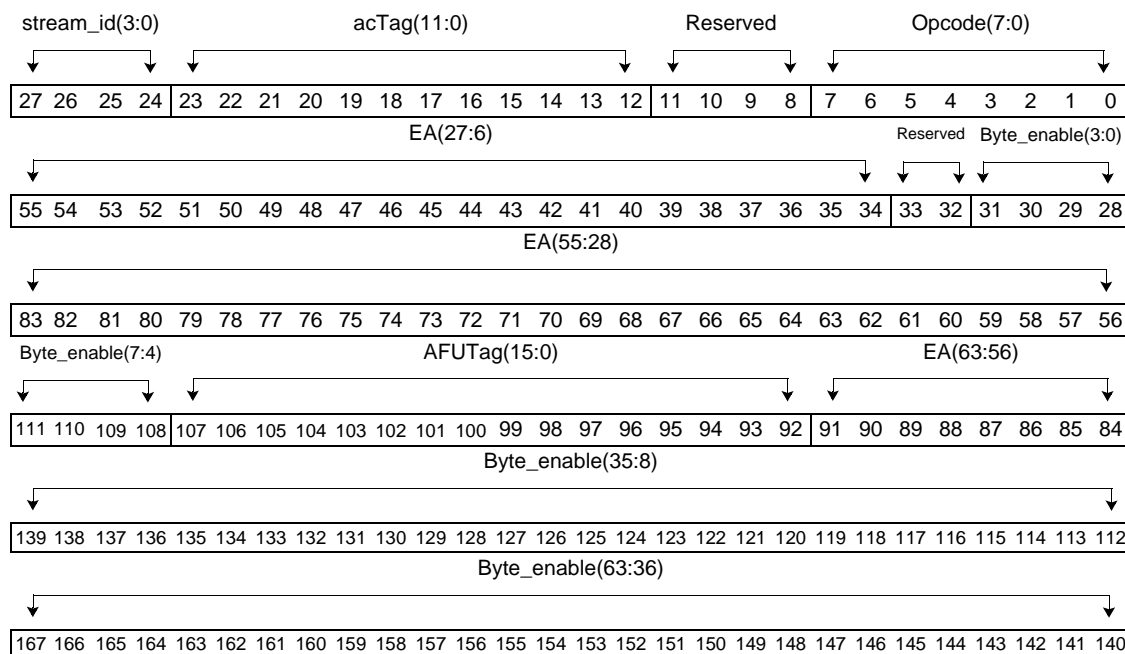 stream_id(3:0) acTag(11:0) Reserved Opcode(7:0)
27 26 25 24 23 22 21 20 19 18 17 16 15 14 13 12 11 10 9 8 7 6 5 4 3 2 1 0
EA(27:6) Reserved Byte_enable(3:0)
55 54 53 52 51 50 49 48 47 46 45 44 43 42 41 40 39 38 37 36 35 34 33 32 31 30 29 28
EA(55:28)
83 82 81 80 79 78 77 76 75 74 73 72 71 70 69 68 67 66 65 64 63 62 61 60 59 58 57 56
Byte_enable(7:4) AFUTag(15:0) EA(63:56)
111 110 109 108 107 106 105 104 103 102 101 100 99 98 97 96 95 94 93 92 91 90 89 88 87 86 85 84
Byte_enable(35:8)
139 138 137 136 135 134 133 132 131 130 129 128 127 126 125 124 123 122 121 120 119 118 117 116 115 114 113 112
Byte_enable(63:36)
167 166 165 164 163 162 161 160 159 158 157 156 155 154 153 152 151 150 149 148 147 146 145 144 143 142 141 140